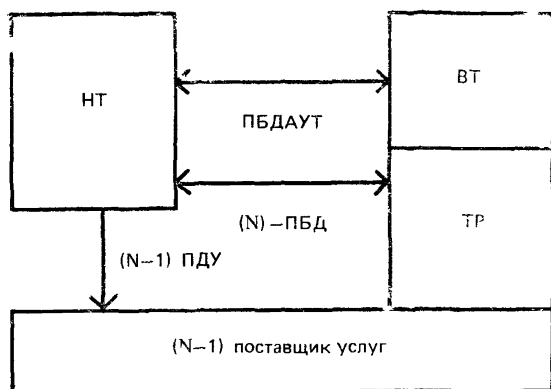 НТ
ВТ
ПБДАУТ
(N)-ПБД
ТР
(N-1) ПДУ
(N-1) поставщик услуг